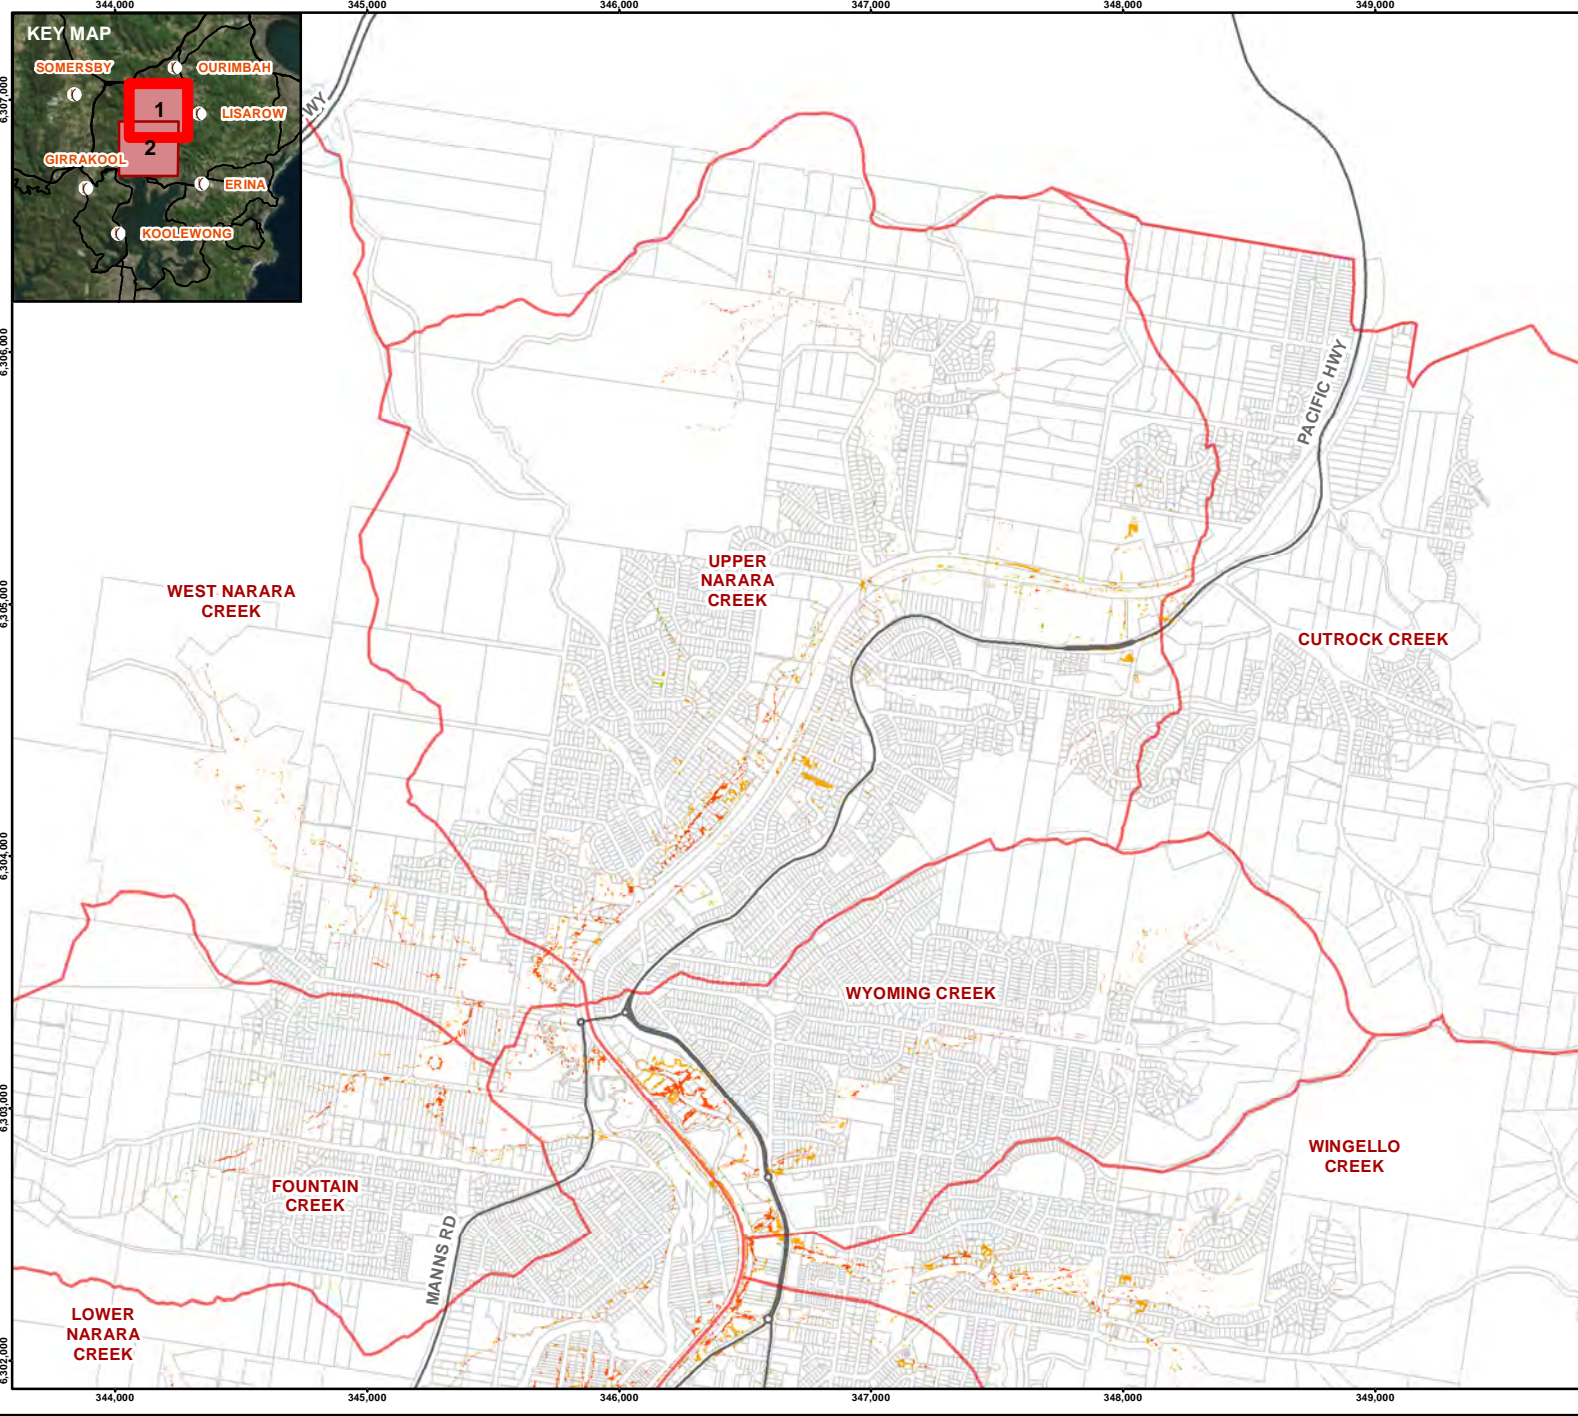 344,000
345,000
346,000
347,000
348,000
349,000
KEY MAP
SOMERSBY
OURIMBAH
1
LISAROW
2
GIRRAKOOL
ERINA
KOOLEWONG
WY
6,307,000
6,306,000
6,305,000
6,304,000
6,303,000
6,302,000
PACIFIC HWY
UPPER
NARARA
CREEK
WEST NARARA
CREEK
CUTROCK CREEK
WYOMING CREEK
WINGELLO
CREEK
FOUNTAIN
CREEK
MANNS RD
LOWER
NARARA
CREEK
344,000
345,000
346,000
347,000
348,000
349,000